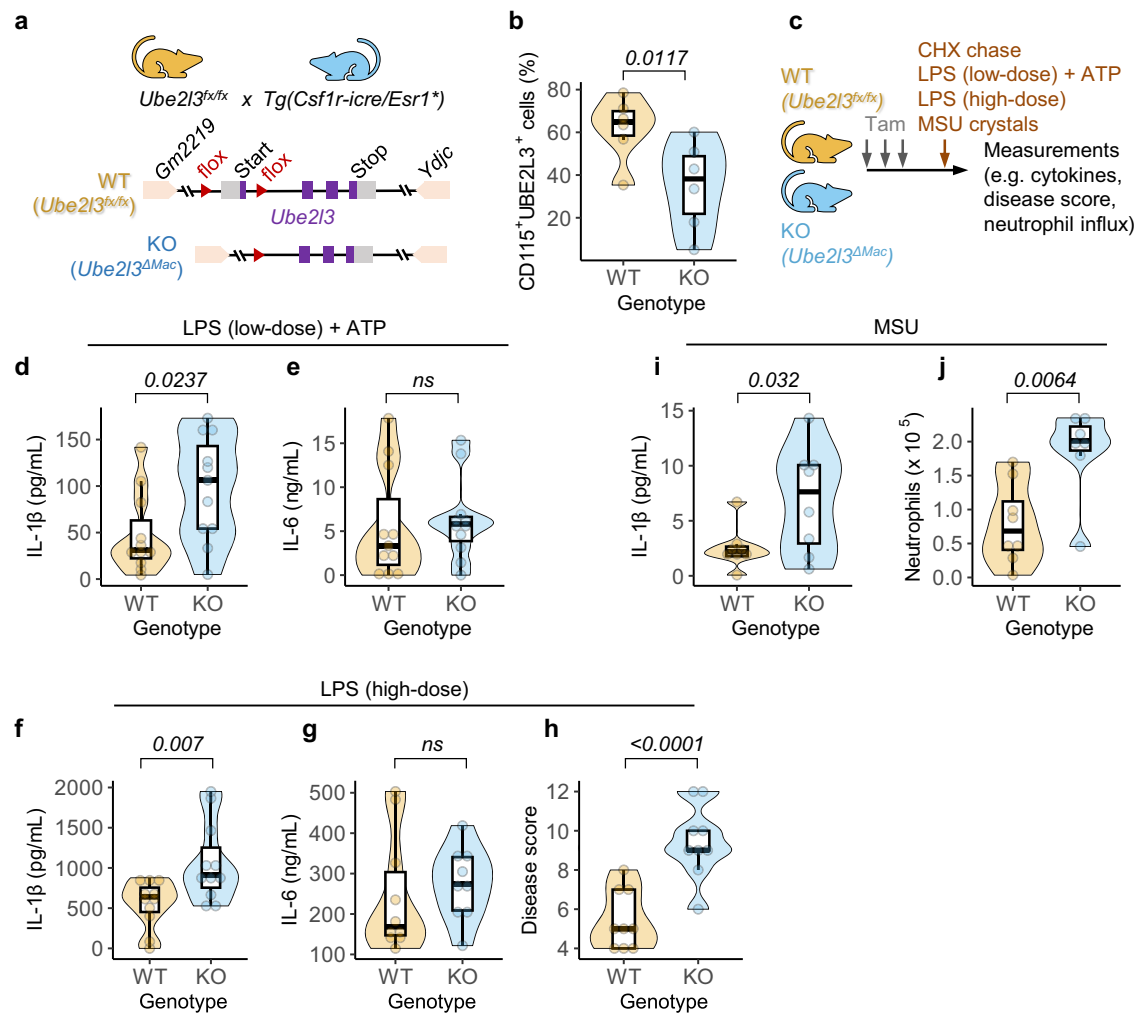 a
Ube2l3fx/fx x Tg(Csf1r-icre/Esr1*)
Gm2219
flox
Start
flox
Stop
Ydjc
WT
(Ube2l3fx/fx)
Ube2l3
KO
(Ube2l3ΔMac)
b
0.0117
CD115+UBE2L3+ cells (%)
80
60
40
20
WT KO
Genotype
c
WT
(Ube2l3fx/fx)
CHX chase
LPS (low-dose) + ATP
LPS (high-dose)
MSU crystals
Tam
Measurements
(e.g. cytokines,
disease score,
neutrophil influx)
KO
(Ube2l3ΔMac)
LPS (low-dose) + ATP
d
0.0237
IL-1β (pg/mL)
150
100
50
0
WT KO
Genotype
e
ns
IL-6 (ng/mL)
15
10
5
0
WT KO
Genotype
MSU
i
0.032
IL-1β (pg/mL)
15
10
5
0
WT KO
Genotype
j
0.0064
Neutrophils (x 10 5)
2.0
1.5
1.0
0.5
0.0
WT KO
Genotype
LPS (high-dose)
f
0.007
IL-1β (pg/mL)
2000
1500
1000
500
0
WT KO
Genotype
g
ns
IL-6 (ng/mL)
500
400
300
200
100
WT KO
Genotype
h
<0.0001
Disease score
12
10
8
6
4
WT KO
Genotype